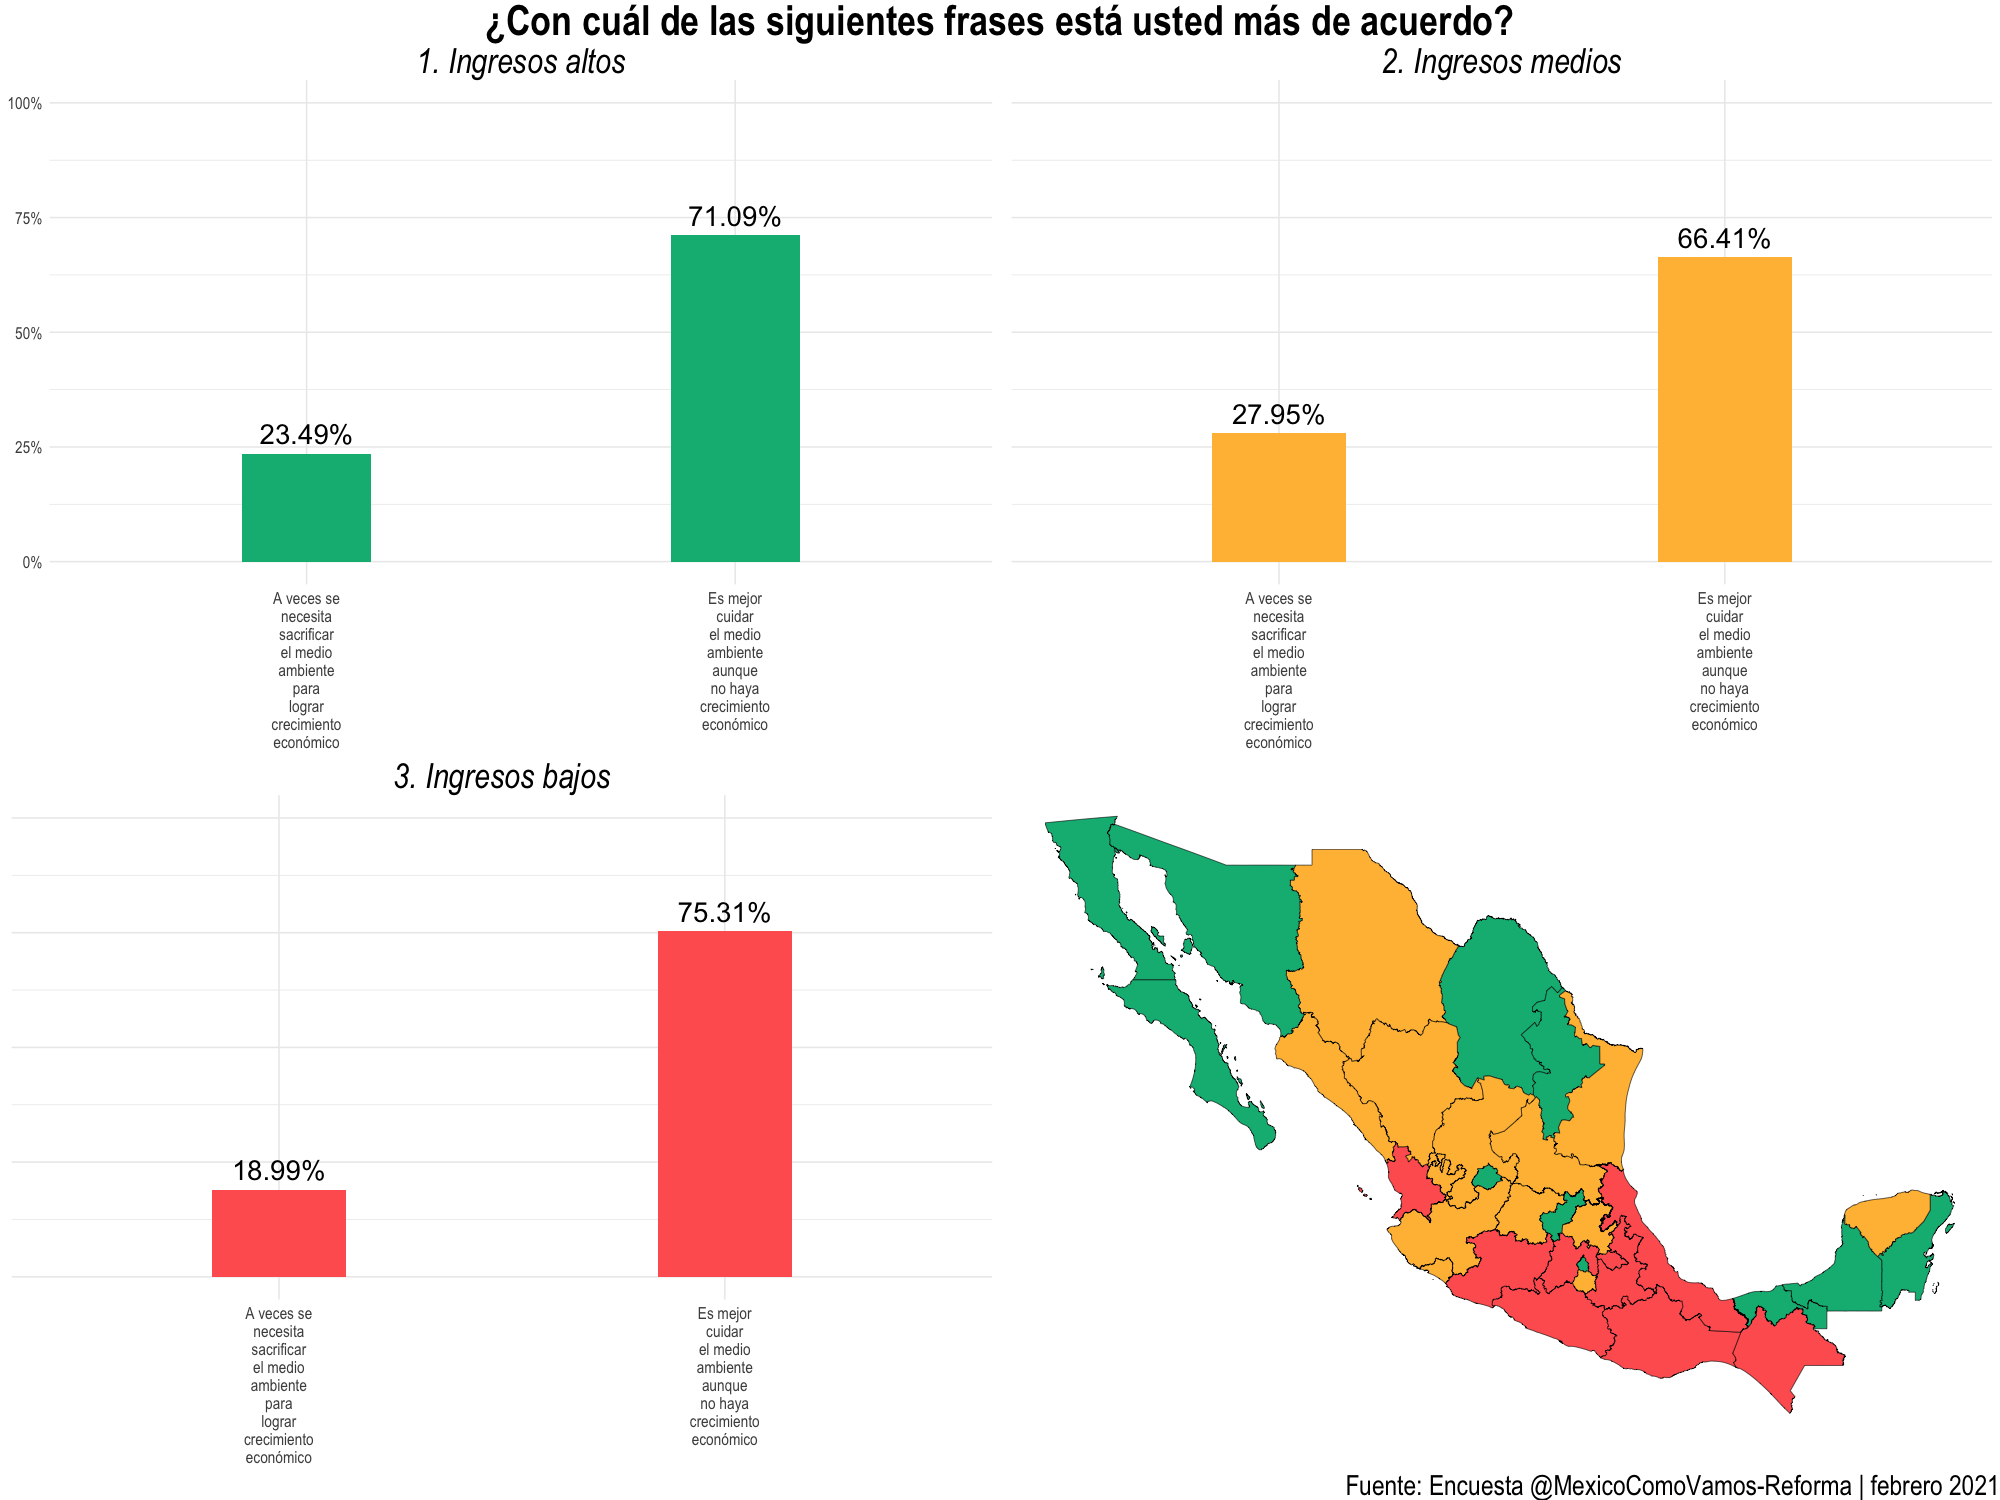 ¿Con cuál de las siguientes frases está usted más de acuerdo?
1. Ingresos altos
100%
75%
50%
25%
0%
23.49%
71.09%
A veces se
necesita
sacrificar
el medio
ambiente
para
lograr
crecimiento
económico
Es mejor
cuidar
el medio
ambiente
aunque
no haya
crecimiento
económico
2. Ingresos medios
27.95%
66.41%
A veces se
necesita
sacrificar
el medio
ambiente
para
lograr
crecimiento
económico
Es mejor
cuidar
el medio
ambiente
aunque
no haya
crecimiento
económico
3. Ingresos bajos
18.99%
75.31%
A veces se
necesita
sacrificar
el medio
ambiente
para
lograr
crecimiento
económico
Es mejor
cuidar
el medio
ambiente
aunque
no haya
crecimiento
económico
Fuente: Encuesta @MexicoComoVamos-Reforma | febrero 2021